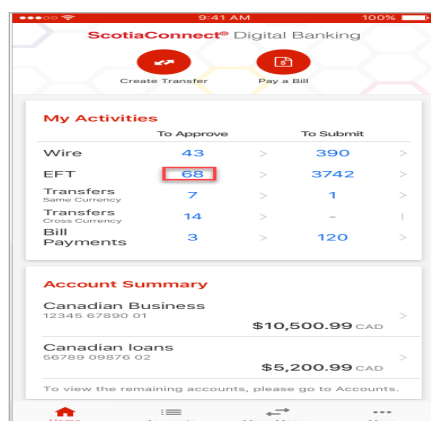 9:41 AM 100%
ScotiaConnect® Digital Banking
Create Transfer Pay a Bill
My Activities
To Approve To Submit
Wire 43 > 390 >
EFT 68 > 3742 >
Transfers 7 > 1 >
Same Currency
Transfers 14 > -
Cross Currency
Bill
Payments 3 > 120 >
Account Summary
Canadian Business
12345 67890 01
$10,500.99 CAD >
Canadian loans
56789 09876 02
$5,200.99 CAD >
To view the remaining accounts, please go to Accounts.